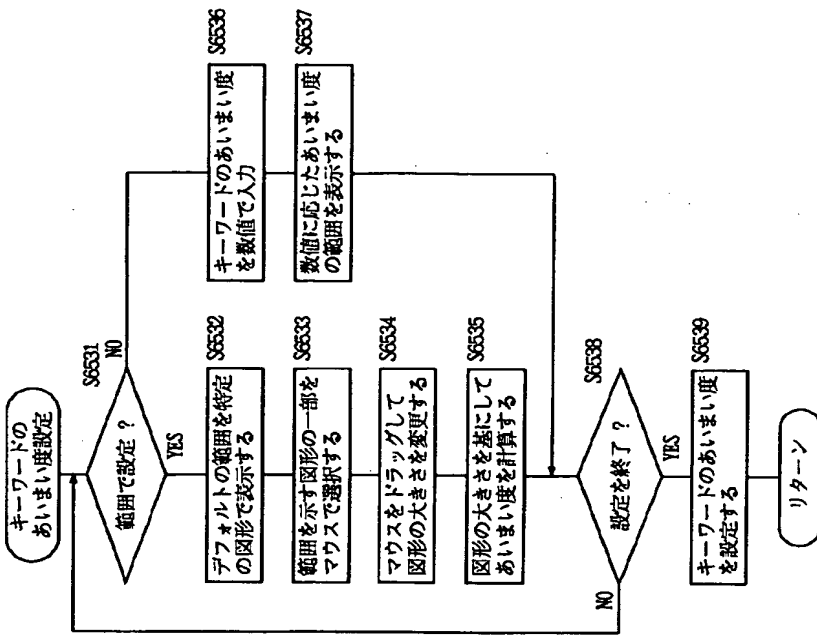 キーワードの
あいまい度設定
S6531
範囲で設定 ?
NO
YES
S6532
デフォルトの範囲を特定
の図形で表示する
S6533
範囲を示す図形の一部を
マウスで選択する
S6534
マウスをドラッグして
図形の大きさを変更する
S6535
図形の大きさを基にして
あいまい度を計算する
S6536
キーワードのあいまい度
を数値で入力
S6537
数値に応じたあいまい度
の範囲を表示する
S6538
設定を終了 ?
NO
YES
S6539
キーワードのあいまい度
を設定する
リターン